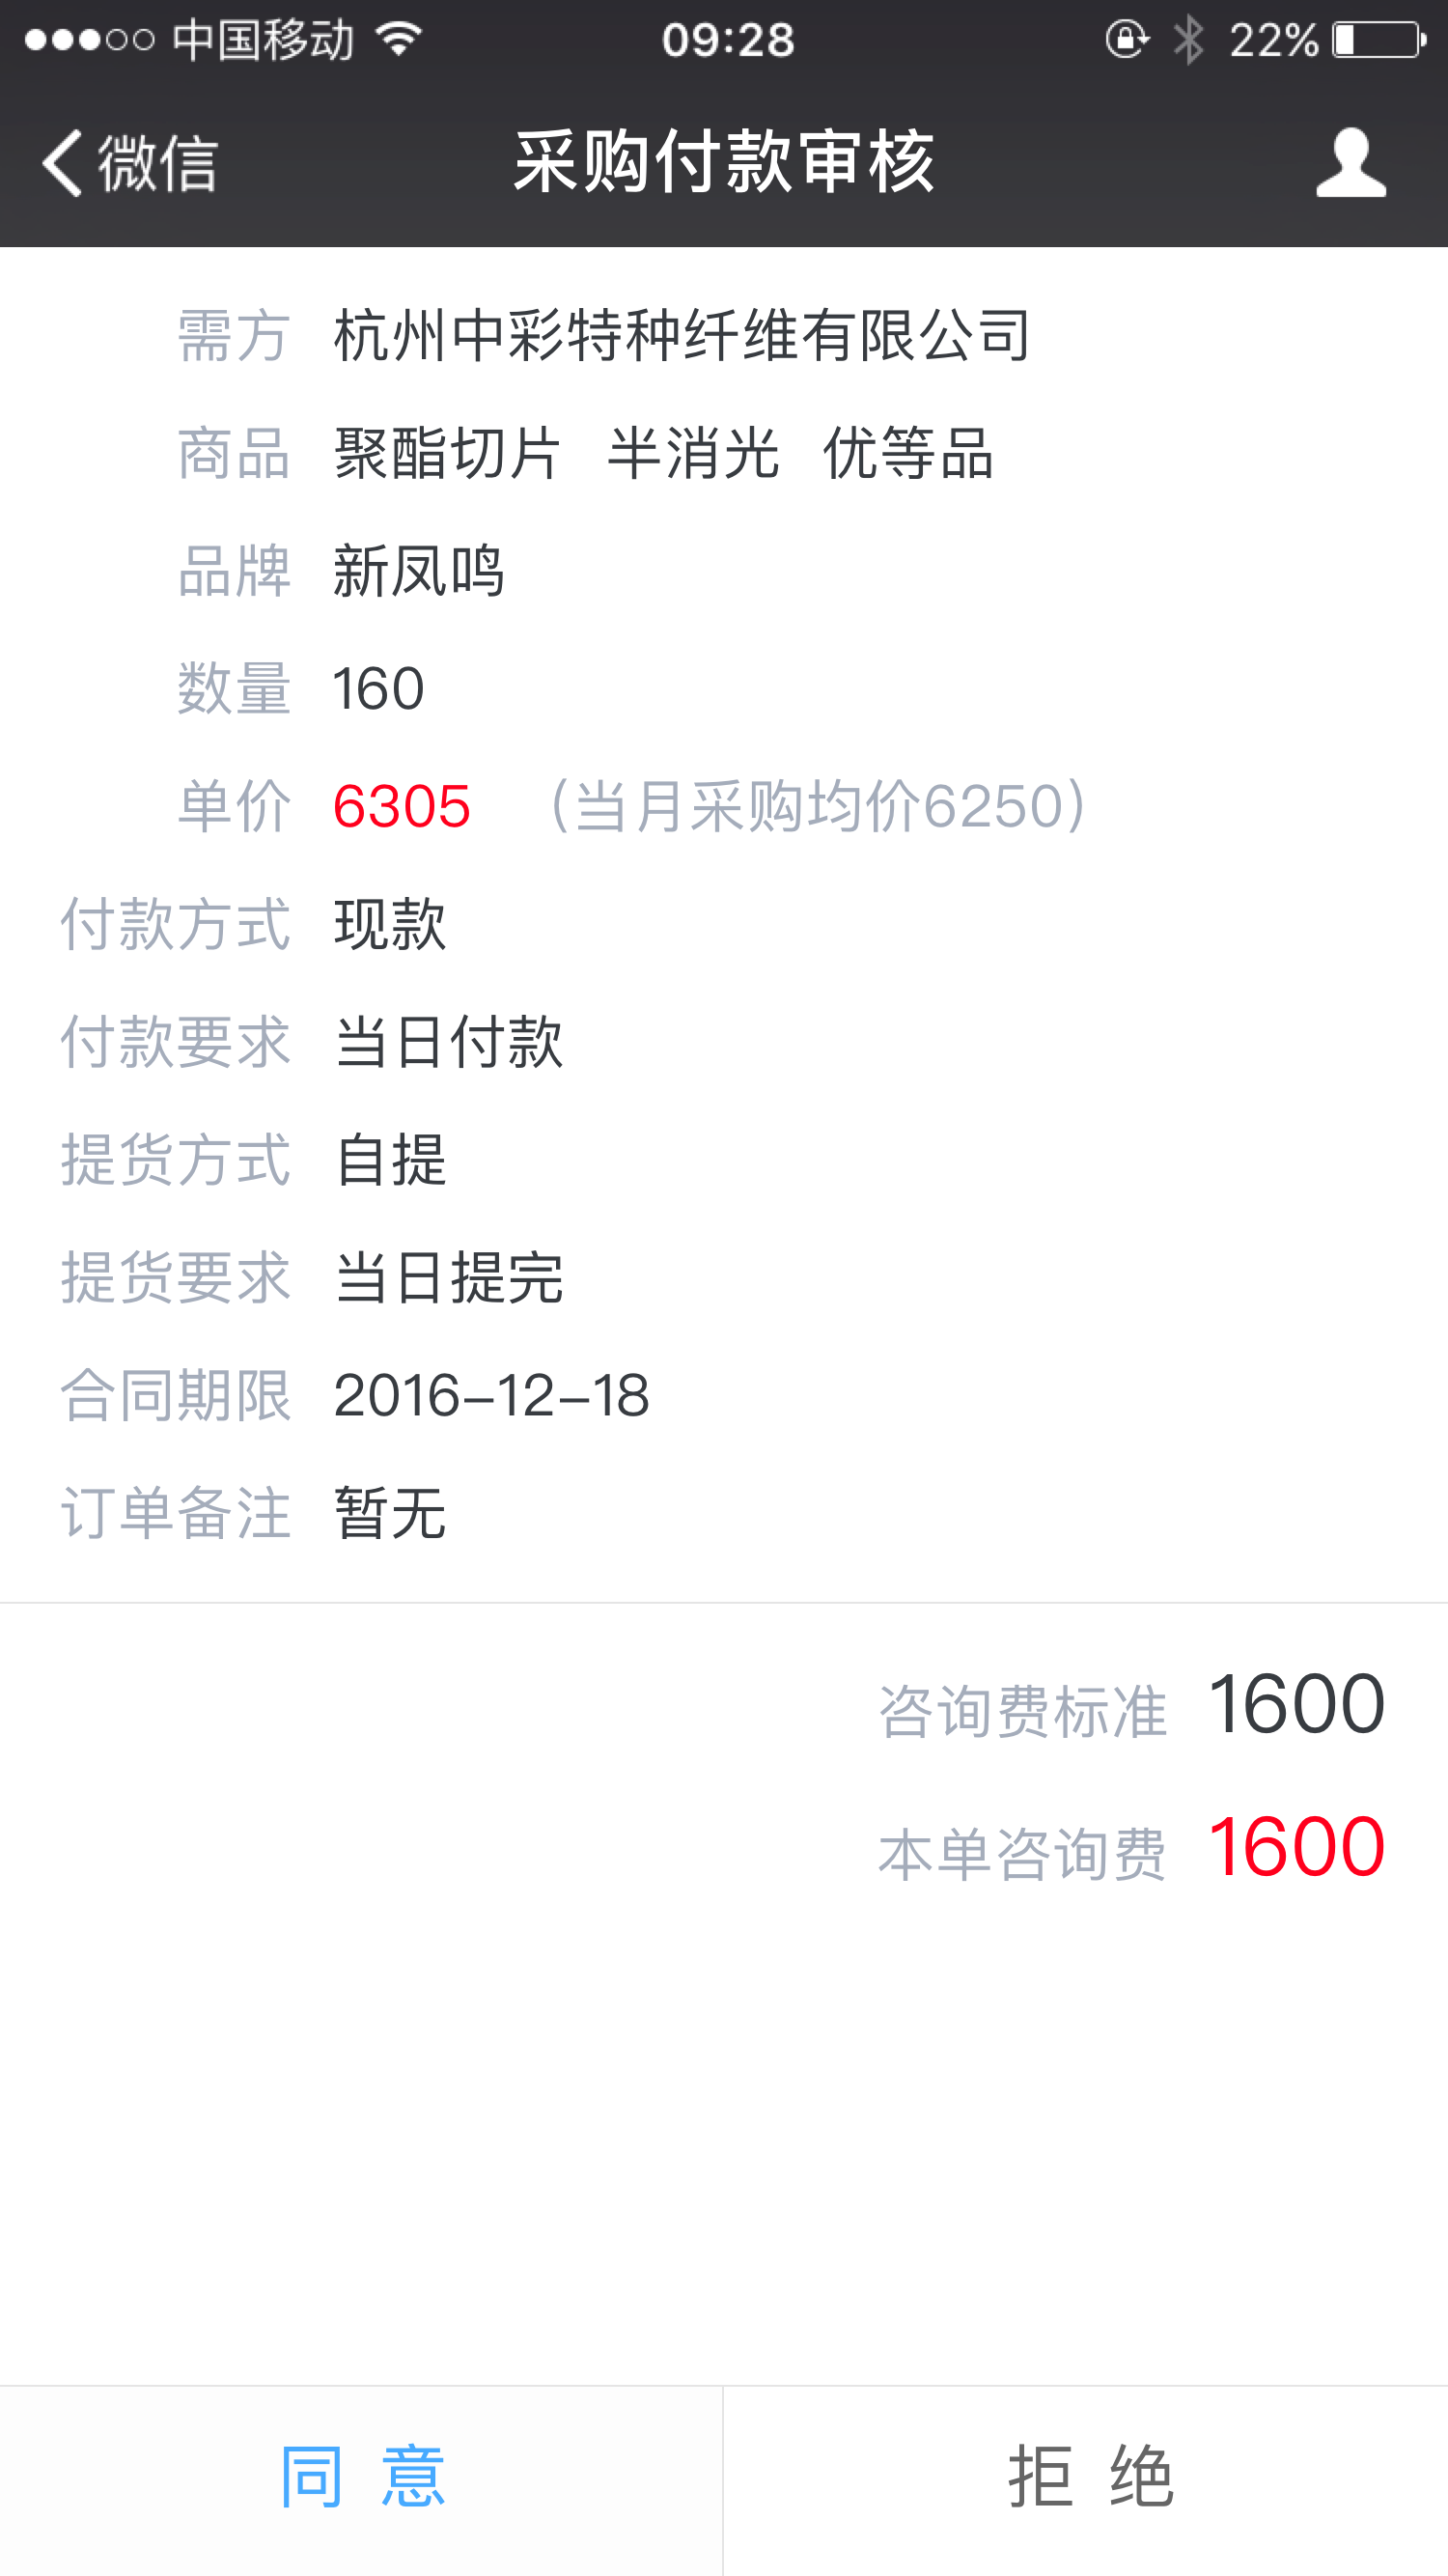 中国移动 09:28 22%
微信 采购付款审核
需方 杭州中彩特种纤维有限公司
商品 聚酯切片 半消光 优等品
品牌 新凤鸣
数量 160
单价 6305 （当月采购均价6250）
付款方式 现款
付款要求 当日付款
提货方式 自提
提货要求 当日提完
合同期限 2016-12-18
订单备注 暂无
咨询费标准 1600
本单咨询费 1600
同 意 拒 绝